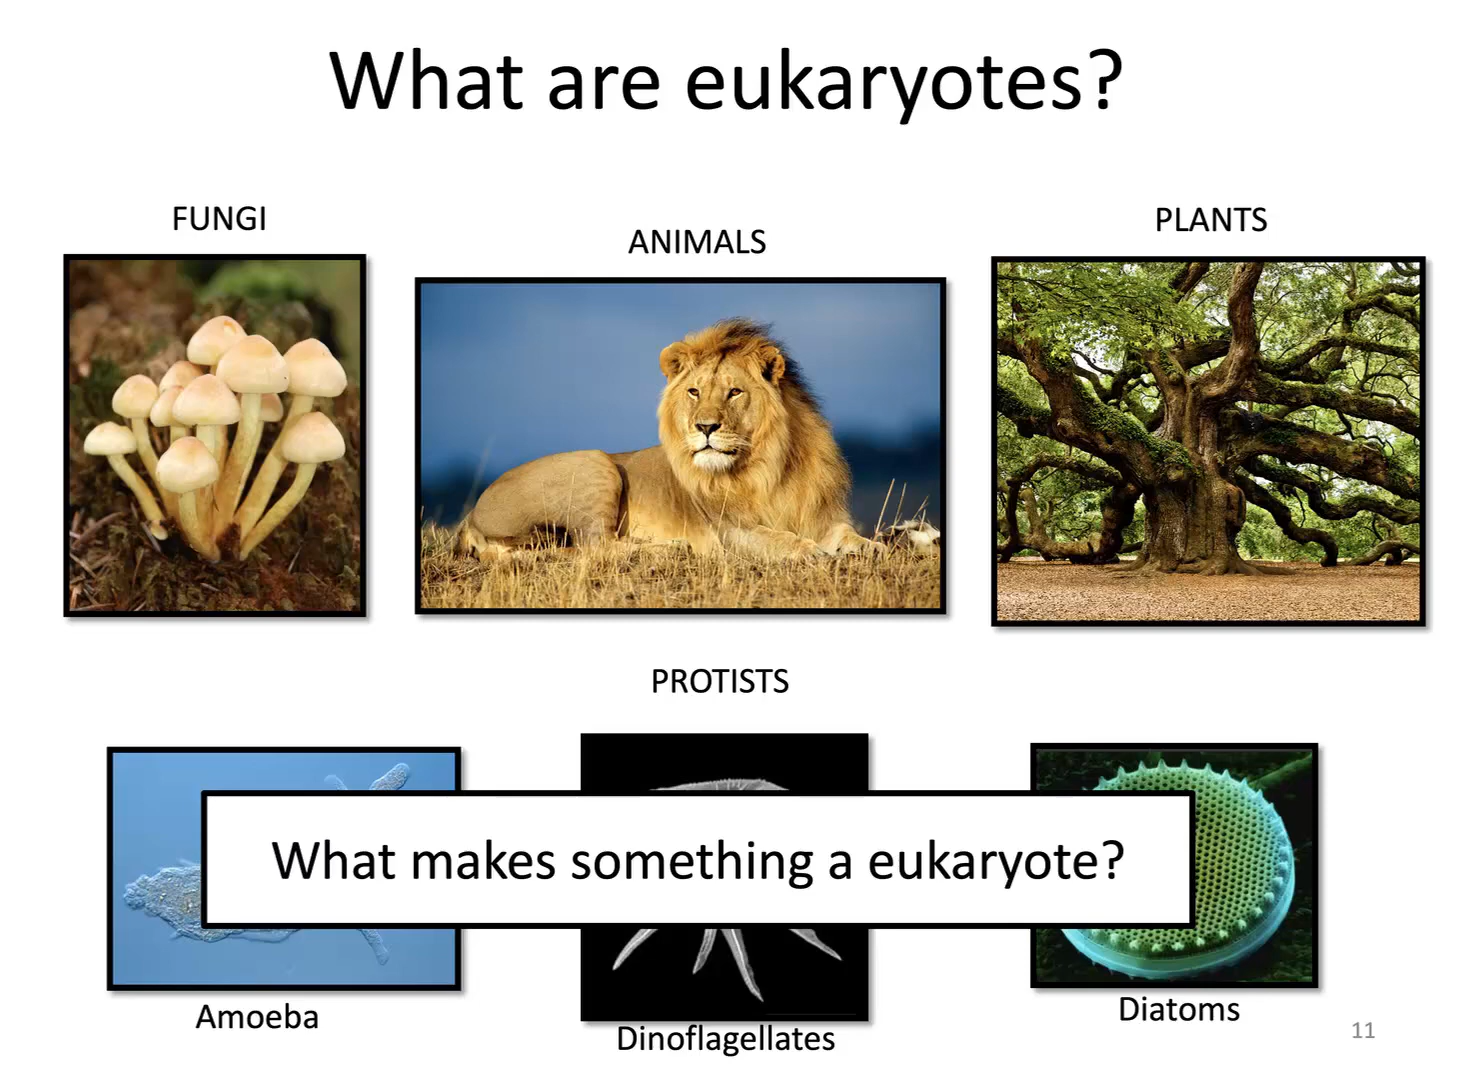 What are eukaryotes?
FUNGI
ANIMALS
PLANTS
PROTISTS
What makes something a eukaryote?
Amoeba
Dinoflagellates
Diatoms
11